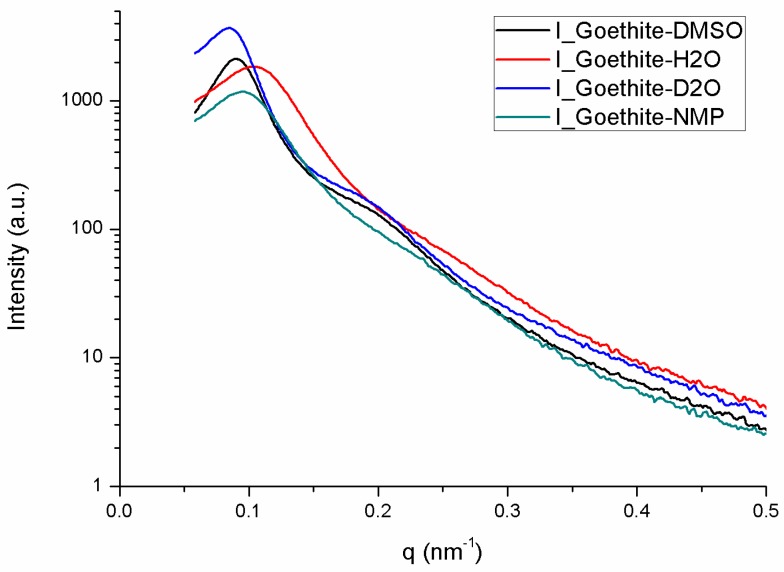 I_Goethite-DMSO
I_Goethite-H2O
I_Goethite-D2O
I_Goethite-NMP
1000
100
10
1
Intensity (a.u.)
0.0 0.1 0.2 0.3 0.4 0.5
q (nm⁻¹)